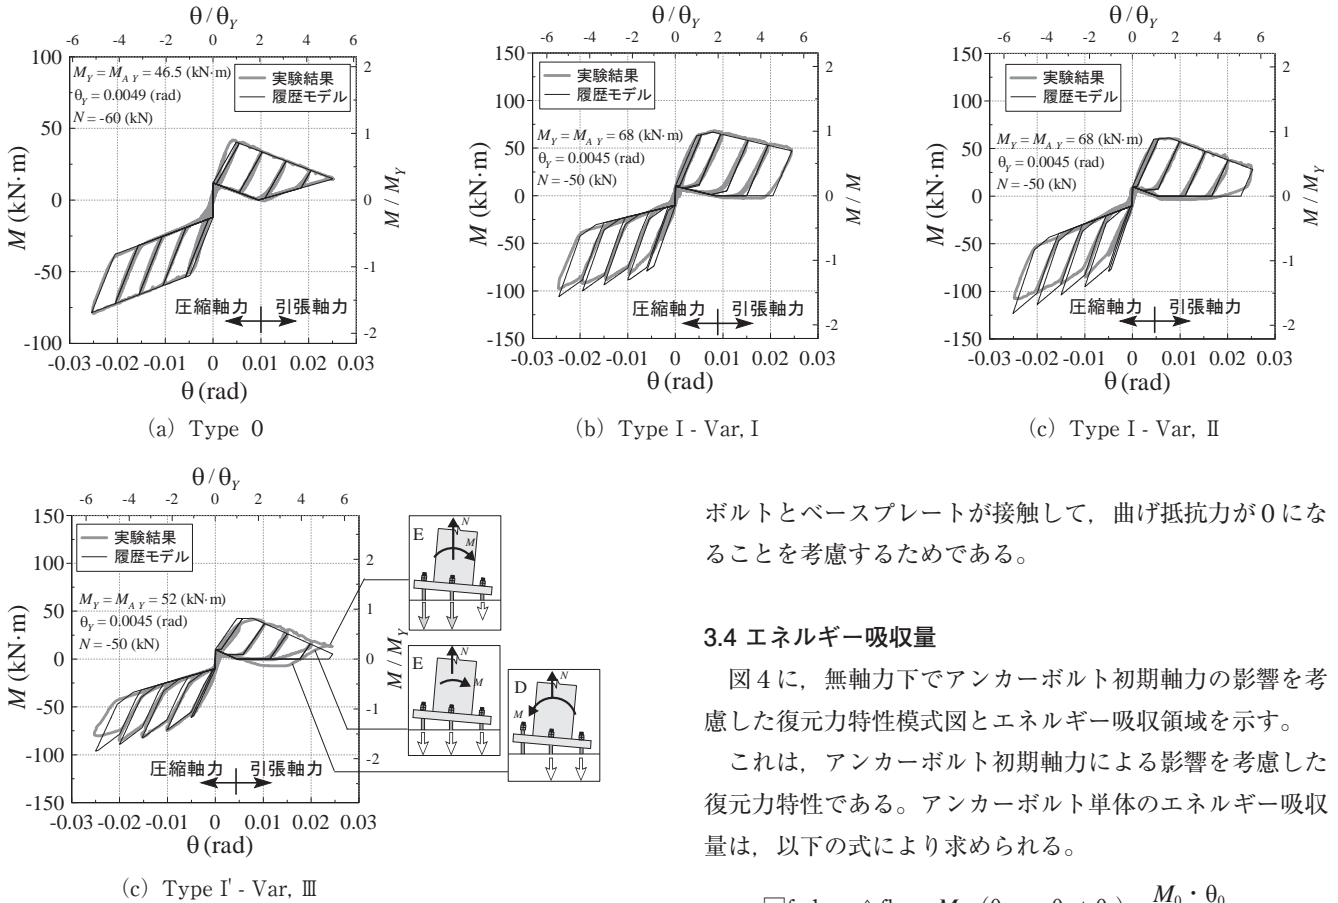 θ/θY
-6 -4 -2 0 2 4 6
100
50
0
-50
-100
M (kN·m)
MY = MA Y = 46.5 (kN·m)
θY = 0.0049 (rad)
N = -60 (kN)
実験結果
履歴モデル
2
1
0
-1
-2
M / MY
圧縮軸力 引張軸力
-0.03 -0.02 -0.01 0 0.01 0.02 0.03
θ (rad)
(a) Type 0
θ/θY
-6 -4 -2 0 2 4 6
150
100
50
0
-50
-100
-150
M (kN·m)
実験結果
履歴モデル
MY = MA Y = 68 (kN·m)
θY = 0.0045 (rad)
N = -50 (kN)
2
1
0
-1
-2
M / M
圧縮軸力 引張軸力
-0.03 -0.02 -0.01 0 0.01 0.02 0.03
θ (rad)
(b) Type I - Var, I
θ/θY
-6 -4 -2 0 2 4 6
150
100
50
0
-50
-100
-150
M (kN·m)
実験結果
履歴モデル
MY = MA Y = 68 (kN·m)
θY = 0.0045 (rad)
N = -50 (kN)
2
1
0
-1
-2
M / MY
圧縮軸力 引張軸力
-0.03 -0.02 -0.01 0 0.01 0.02 0.03
θ (rad)
(c) Type I - Var, Ⅱ
θ/θY
-6 -4 -2 0 2 4 6
150
100
50
0
-50
-100
-150
M (kN·m)
実験結果
履歴モデル
MY = MA Y = 52 (kN·m)
θY = 0.0045 (rad)
N = -50 (kN)
2
1
0
-1
-2
M / MY
圧縮軸力 引張軸力
-0.03 -0.02 -0.01 0 0.01 0.02 0.03
θ (rad)
E
N
M
E
N
M
D
N
M
(c) Type I' - Var, Ⅲ
ボルトとベースプレートが接触して，曲げ抵抗力が０にな
ることを考慮するためである。
3.4 エネルギー吸収量
図４に，無軸力下でアンカーボルト初期軸力の影響を考
慮した復元力特性模式図とエネルギー吸収領域を示す。
これは，アンカーボルト初期軸力による影響を考慮した
復元力特性である。アンカーボルト単体のエネルギー吸収
量は，以下の式により求められる。
M0・θ0